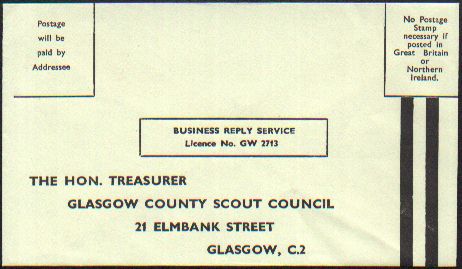 Postage
will be
paid by
Addressee
No Postage
Stamp
necessary if
posted in
Great Britain
or
Northern
Ireland.
BUSINESS REPLY SERVICE
Licence No. GW 2713
THE HON. TREASURER
GLASGOW COUNTY SCOUT COUNCIL
21 ELMBANK STREET
GLASGOW, C.2